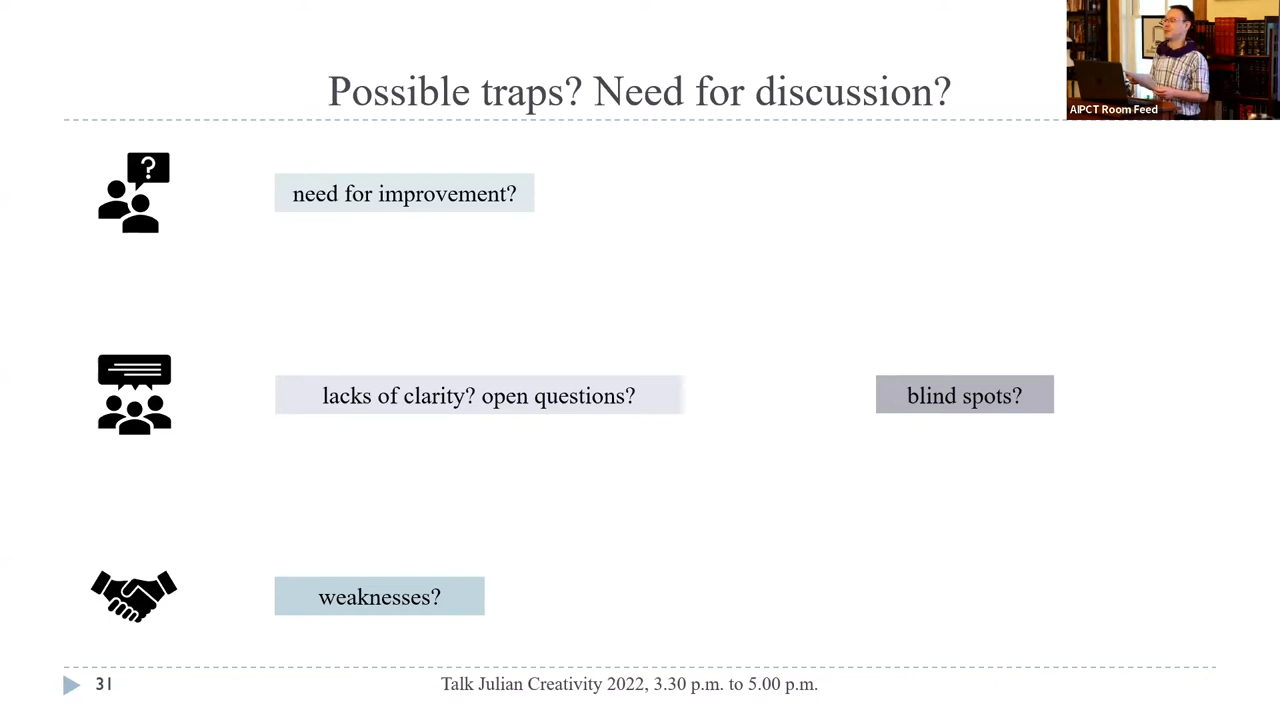 Possible traps? Need for discussion?
AIPCT Room Feed
?
need for improvement?
lacks of clarity? open questions?
blind spots?
weaknesses?
31
Talk Julian Creativity 2022, 3.30 p.m. to 5.00 p.m.